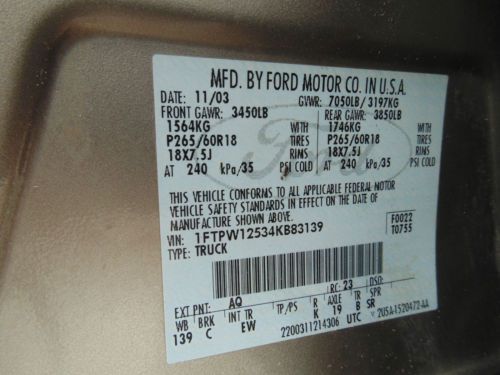 MFD. BY FORD MOTOR CO. IN U.S.A.
DATE: 11/03 GVWR: 7050LB/ 3197KG
FRONT GAWR: 3450LB REAR GAWR: 3850LB
1564KG WITH 1746KG WITH
P265/60R18 TIRES P265/60R18 TIRES
18X7.5J RIMS 18X7.5J RIMS
AT 240 kPa/35 PSI COLD AT 240 kPa/35 PSI COLD
THIS VEHICLE CONFORMS TO ALL APPLICABLE FEDERAL MOTOR
VEHICLE SAFETY STANDARDS IN EFFECT ON THE DATE OF
MANUFACTURE SHOWN ABOVE.
VIN: 1FTPW12534KB83139 F0022
TYPE: TRUCK T0755
EXT PNT: AQ RC: 23 DSO:
WB BRK INT TR TP/PS R AXLE TR SPR
139 C EW K 19 B SR
2200311214306 UTC 2U5A-1520472-AA
Ford